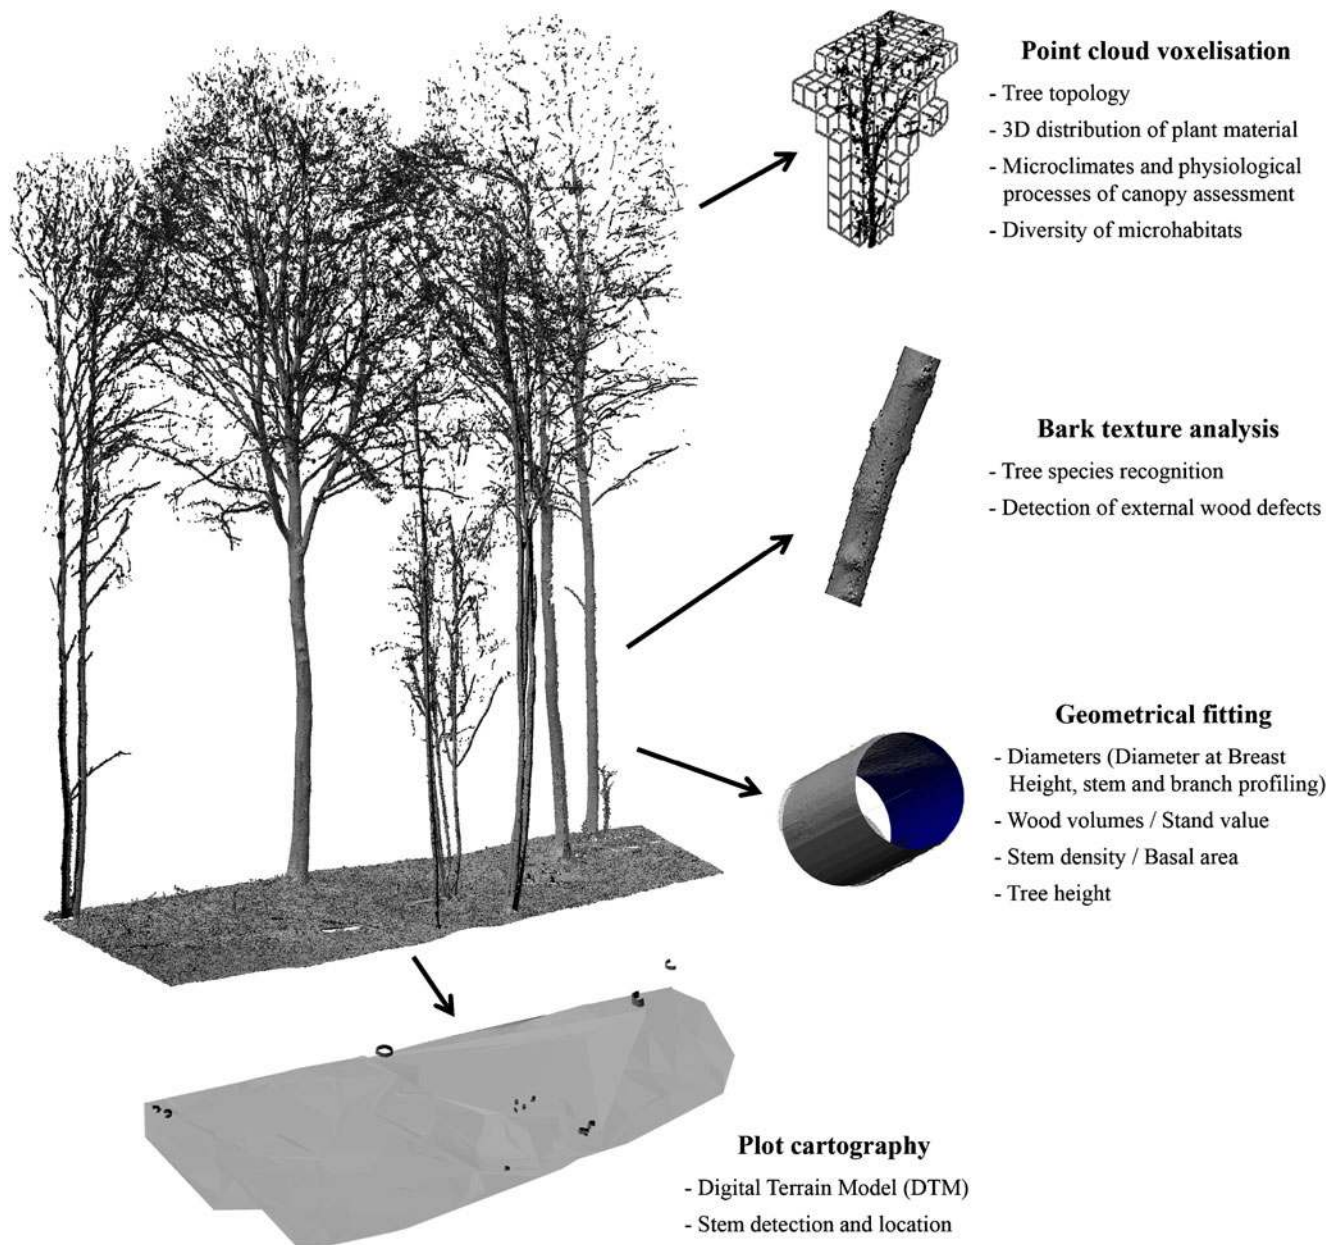 Point cloud voxelisation
- Tree topology
- 3D distribution of plant material
- Microclimates and physiological
processes of canopy assessment
- Diversity of microhabitats
Bark texture analysis
- Tree species recognition
- Detection of external wood defects
Geometrical fitting
- Diameters (Diameter at Breast
Height, stem and branch profiling)
- Wood volumes / Stand value
- Stem density / Basal area
- Tree height
Plot cartography
- Digital Terrain Model (DTM)
- Stem detection and location